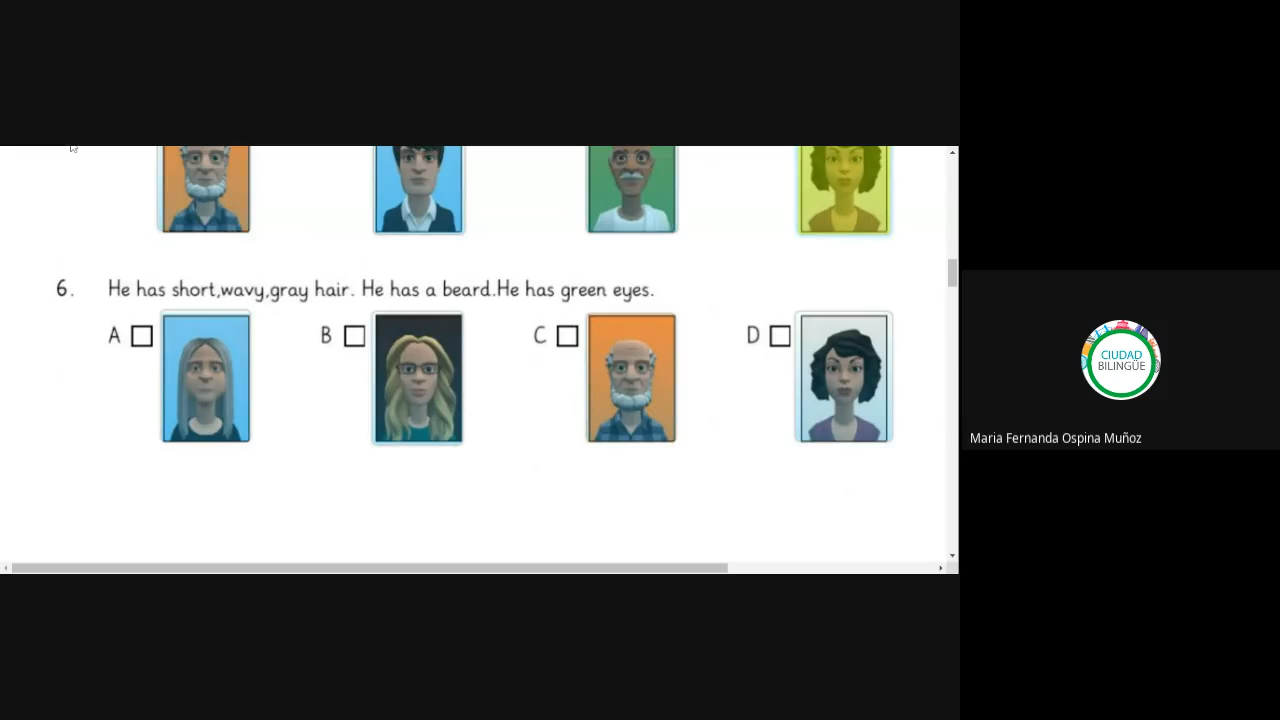 6. He has short,wavy,gray hair. He has a beard.He has green eyes.
A B C D
CIUDAD
BILINGÜE
Maria Fernanda Ospina Muñoz